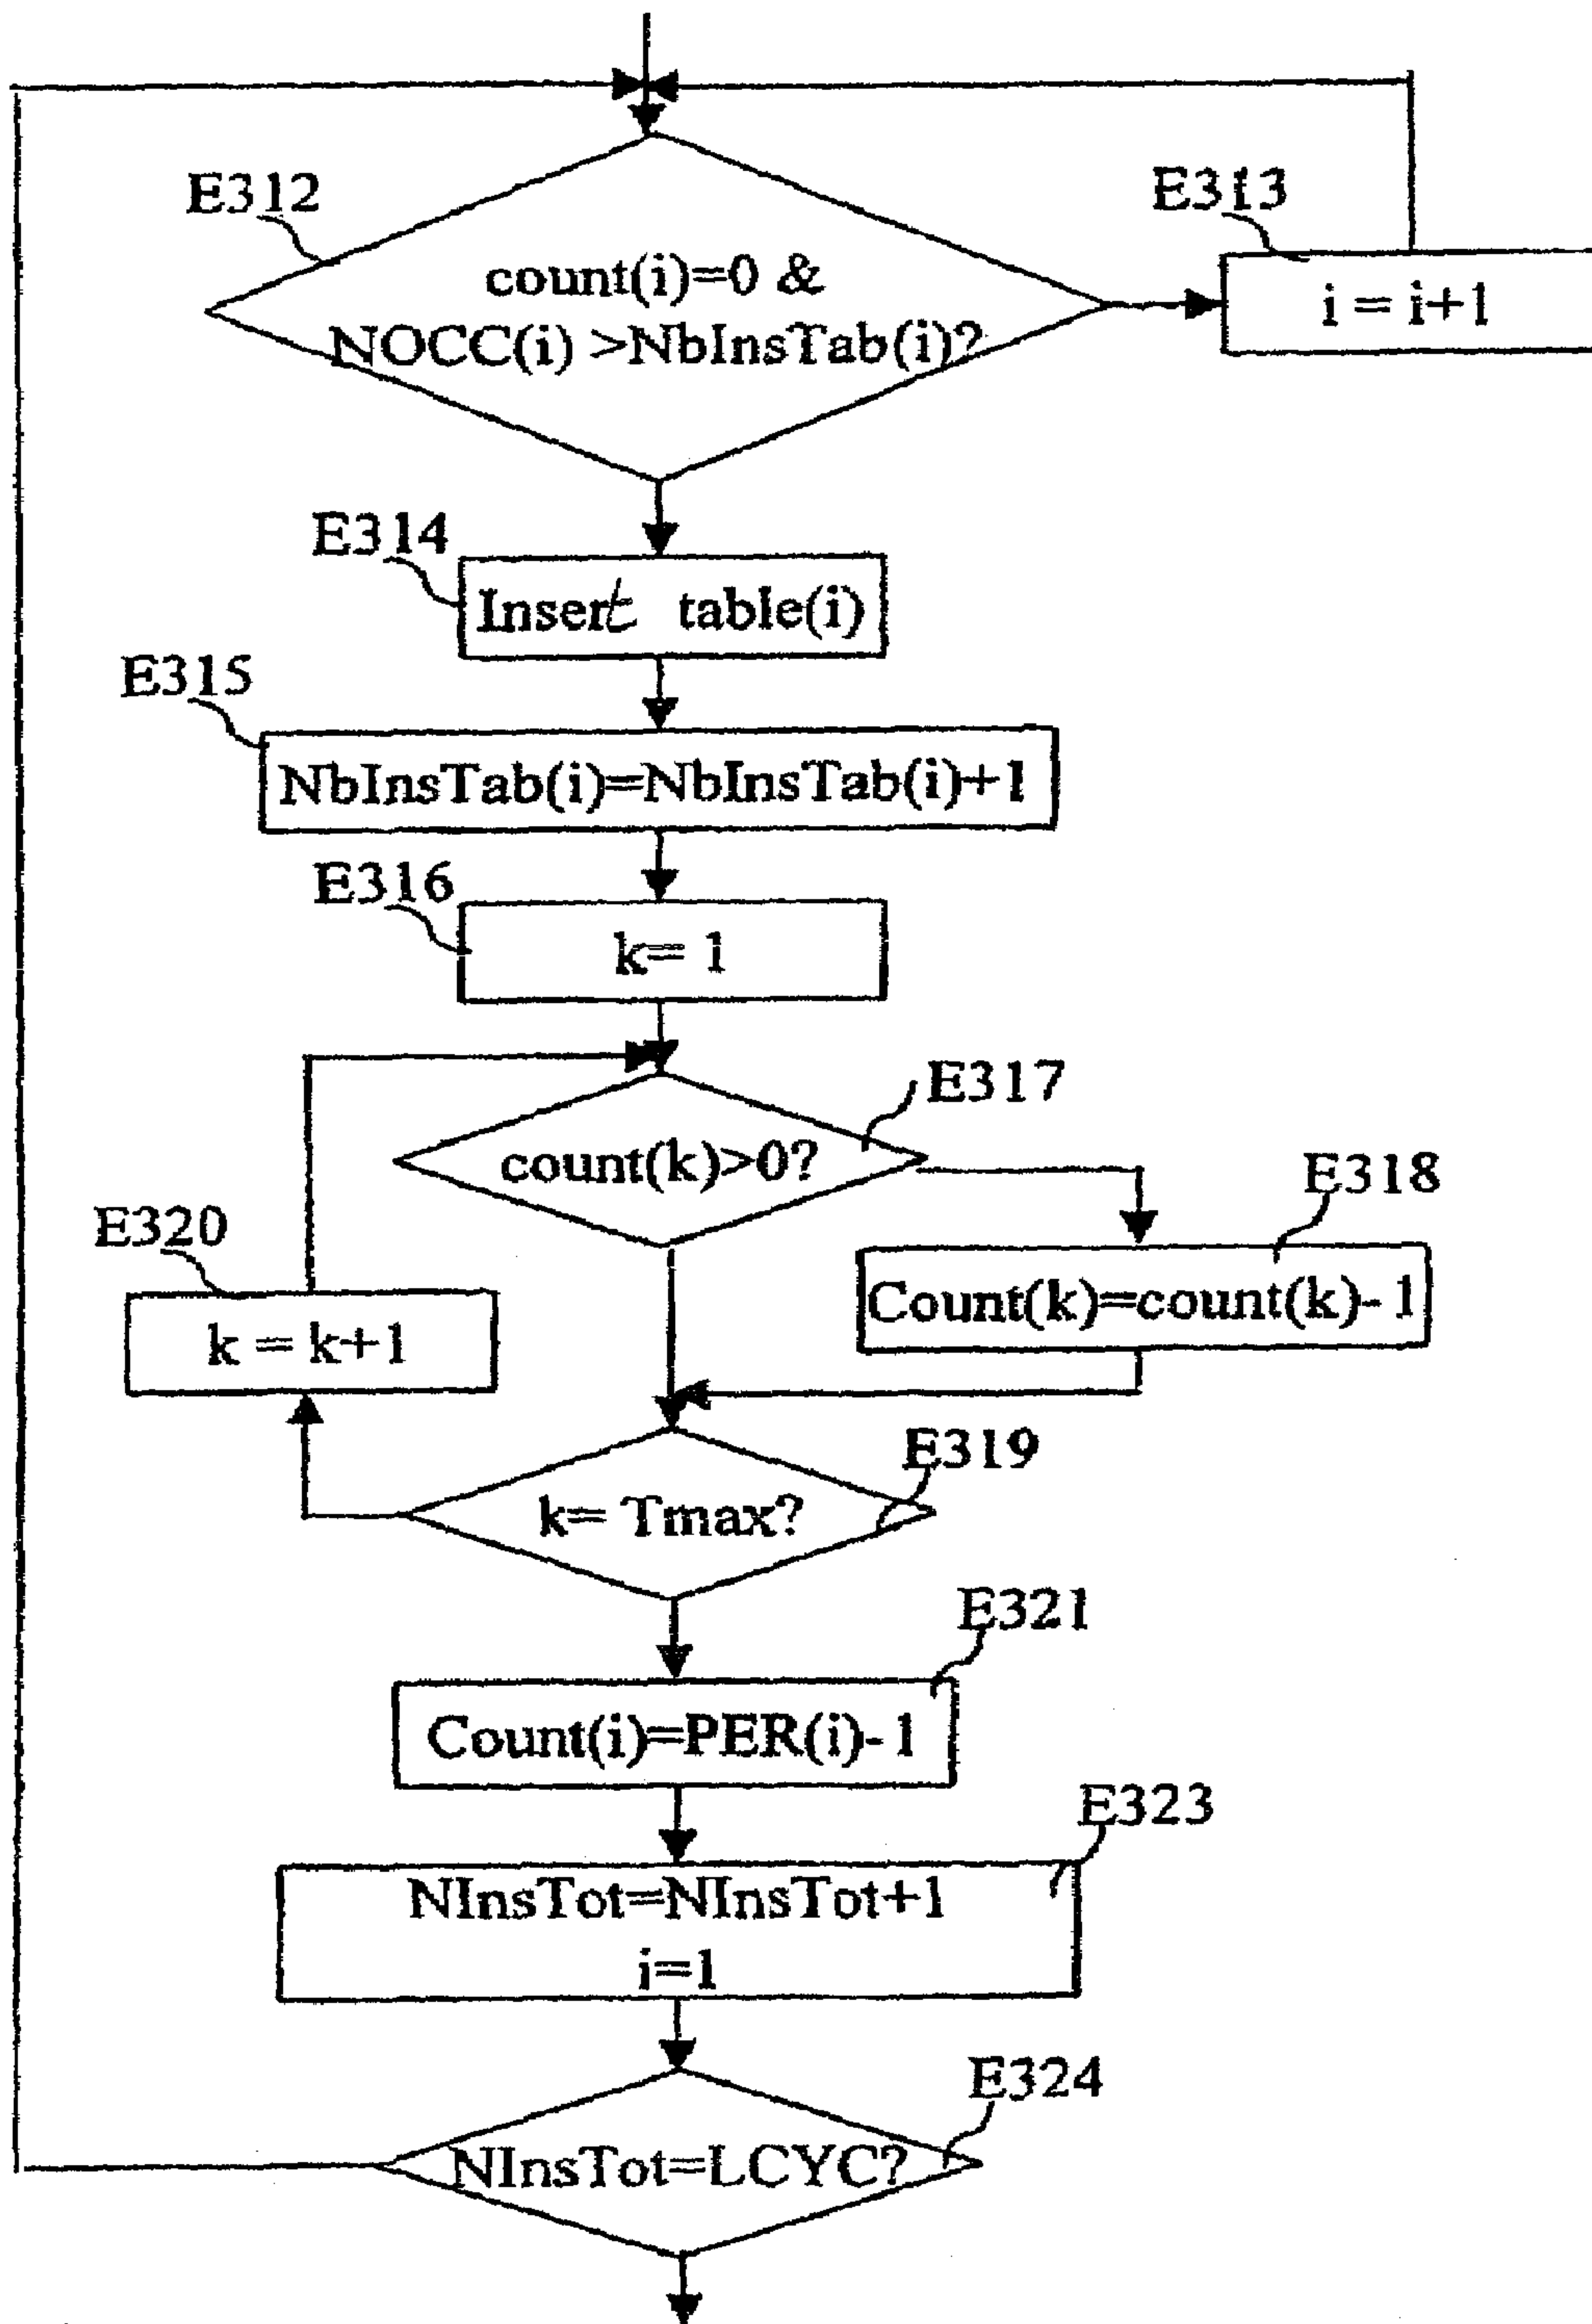 E312
E313
count(i)=0 &
NOCC(i) >NbInsTab(i)?
i = i+1
E314
Insert table(i)
E315
NbInsTab(i)=NbInsTab(i)+1
E316
k= 1
E317
count(k)>0?
E318
E320
Count(k)=count(k)-1
k = k+1
E319
k= Tmax?
E321
Count(i)=PER(i)-1
E323
NInsTot=NInsTot+1
i=1
E324
NInsTot=LCYC?